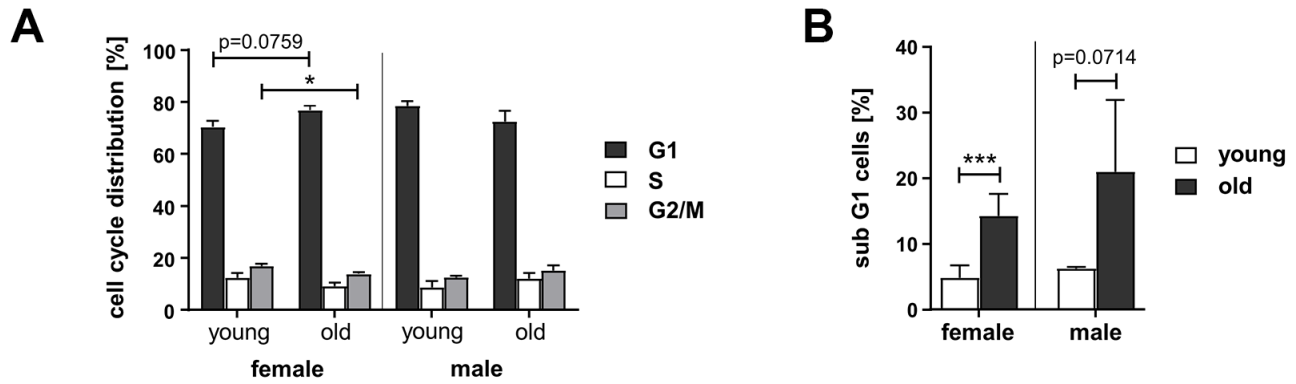 A
cell cycle distribution [%]
100
80
60
40
20
0
p=0.0759
*
young
old
young
old
female
male
G1
S
G2/M
B
sub G1 cells [%]
40
30
20
10
0
***
p=0.0714
female
male
young
old